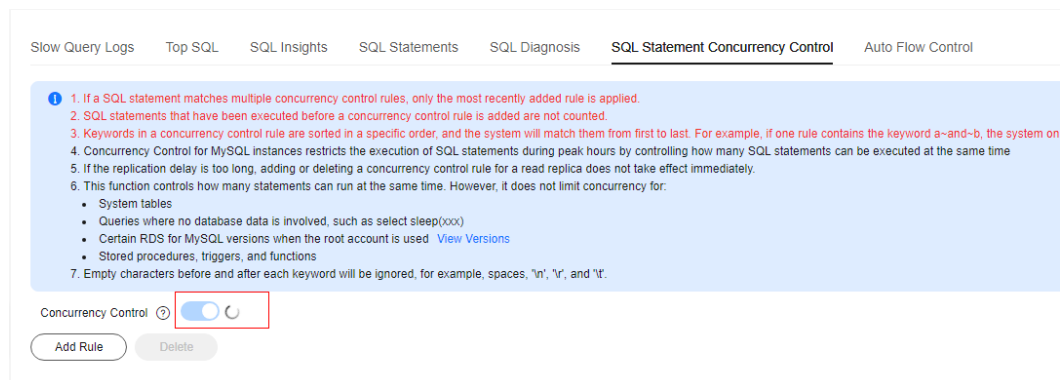 Slow Query Logs Top SQL SQL Insights SQL Statements SQL Diagnosis SQL Statement Concurrency Control Auto Flow Control
1. If a SQL statement matches multiple concurrency control rules, only the most recently added rule is applied.
2. SQL statements that have been executed before a concurrency control rule is added are not counted.
3. Keywords in a concurrency control rule are sorted in a specific order, and the system will match them from first to last. For example, if one rule contains the keyword a~and~b, the system on
4. Concurrency Control for MySQL instances restricts the execution of SQL statements during peak hours by controlling how many SQL statements can be executed at the same time
5. If the replication delay is too long, adding or deleting a concurrency control rule for a read replica does not take effect immediately.
6. This function controls how many statements can run at the same time. However, it does not limit concurrency for:
• System tables
• Queries where no database data is involved, such as select sleep(xxx)
• Certain RDS for MySQL versions when the root account is used View Versions
• Stored procedures, triggers, and functions
7. Empty characters before and after each keyword will be ignored, for example, spaces, '\n', '\r', and '\t'.
Concurrency Control ?
Add Rule Delete